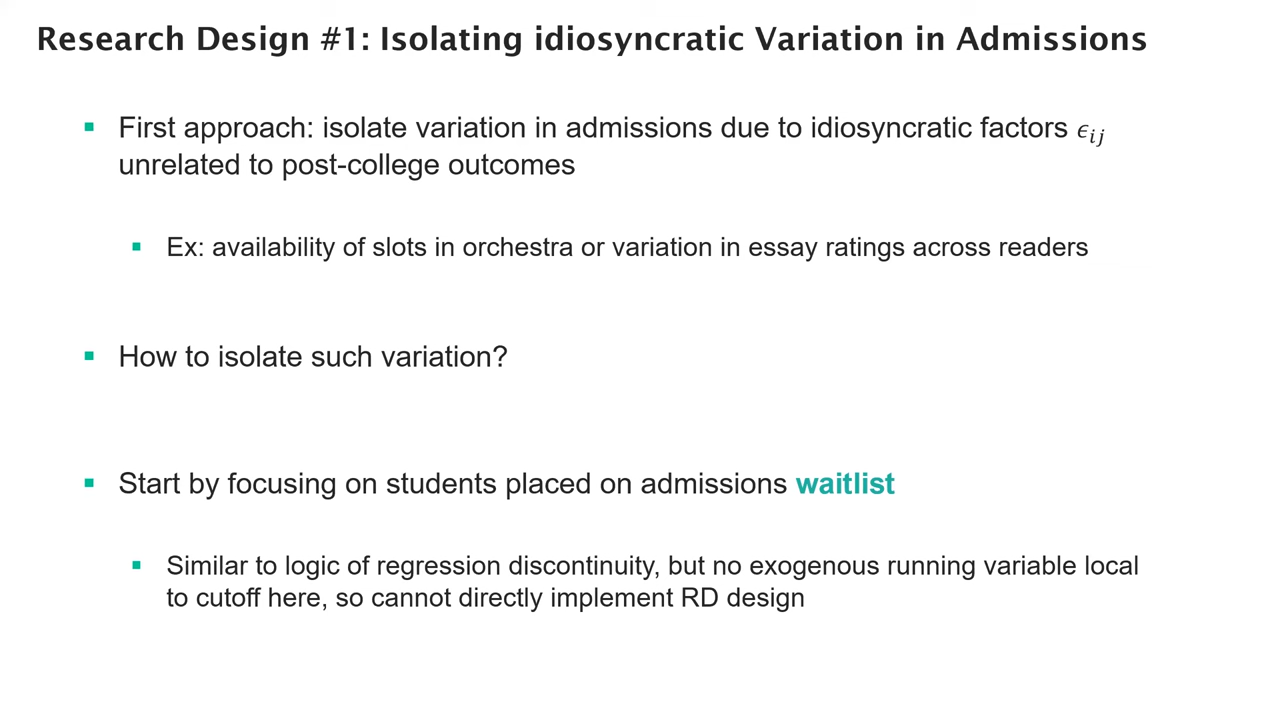 Research Design #1: Isolating idiosyncratic Variation in Admissions
▪ First approach: isolate variation in admissions due to idiosyncratic factors ϵij
unrelated to post-college outcomes
▪ Ex: availability of slots in orchestra or variation in essay ratings across readers
▪ How to isolate such variation?
▪ Start by focusing on students placed on admissions waitlist
▪ Similar to logic of regression discontinuity, but no exogenous running variable local
to cutoff here, so cannot directly implement RD design